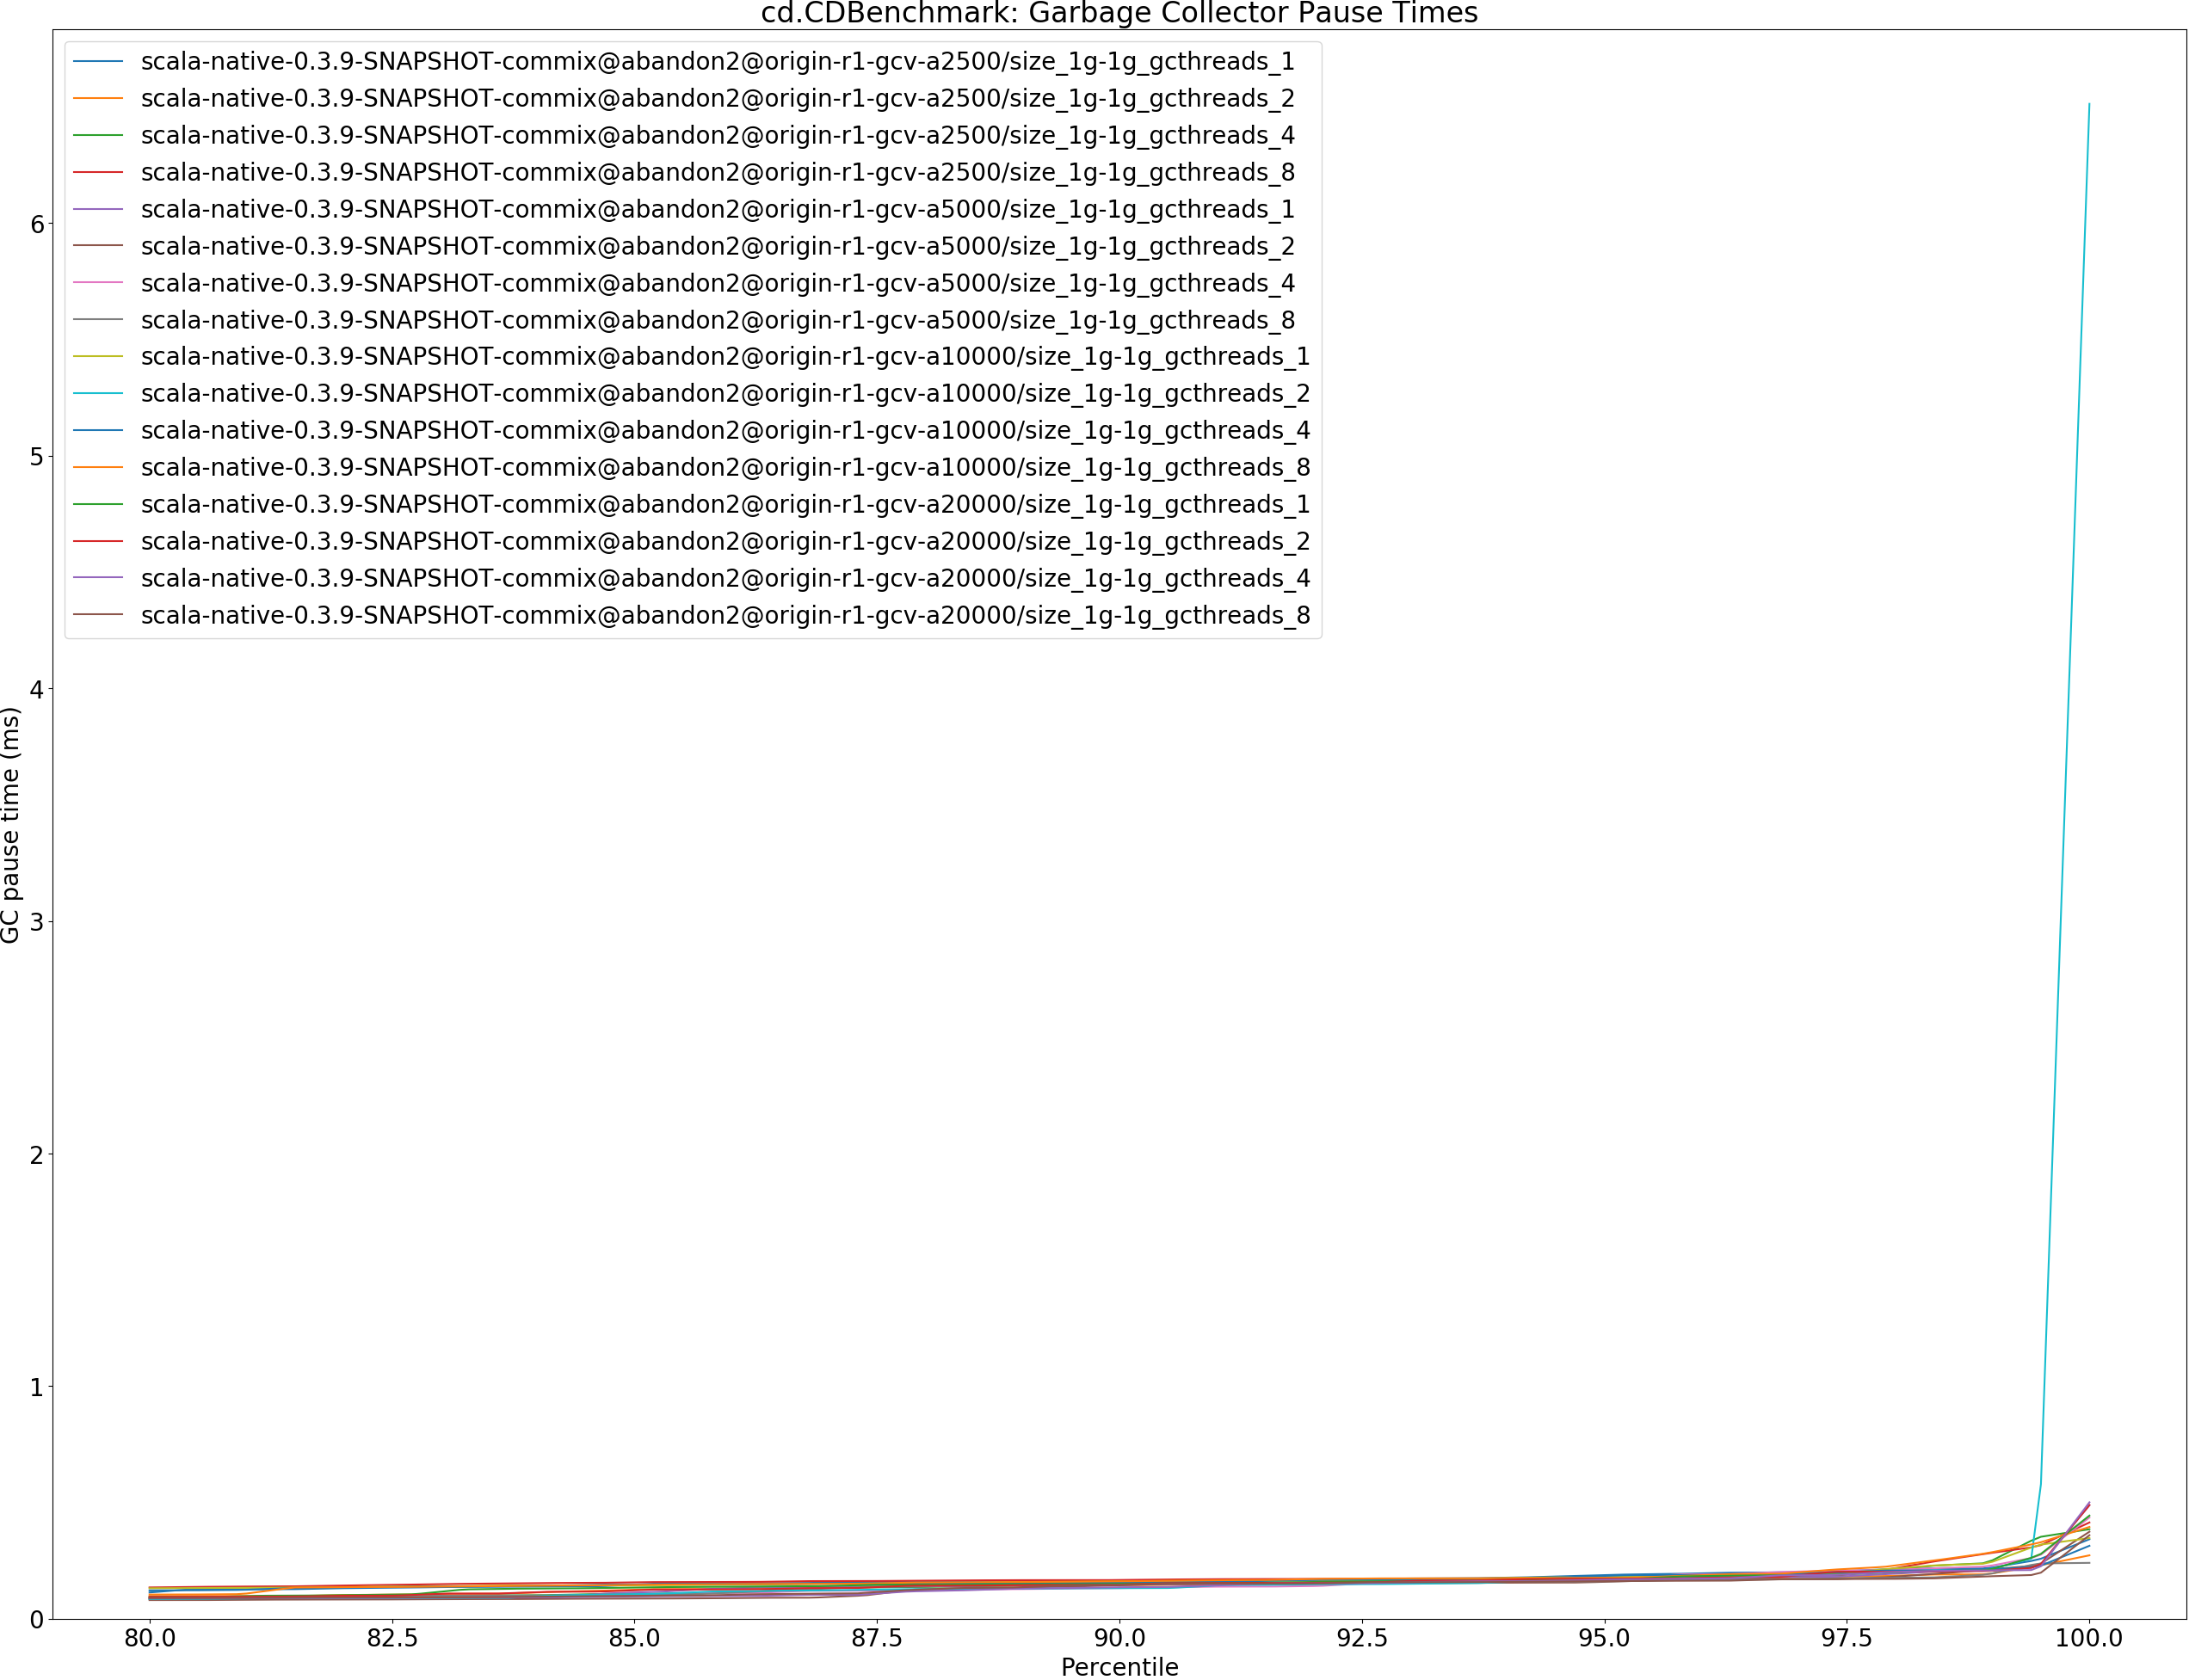 cd.CDBenchmark: Garbage Collector Pause Times
scala-native-0.3.9-SNAPSHOT-commix@abandon2@origin-r1-gcv-a2500/size_1g-1g_gcthreads_1
scala-native-0.3.9-SNAPSHOT-commix@abandon2@origin-r1-gcv-a2500/size_1g-1g_gcthreads_2
scala-native-0.3.9-SNAPSHOT-commix@abandon2@origin-r1-gcv-a2500/size_1g-1g_gcthreads_4
scala-native-0.3.9-SNAPSHOT-commix@abandon2@origin-r1-gcv-a2500/size_1g-1g_gcthreads_8
scala-native-0.3.9-SNAPSHOT-commix@abandon2@origin-r1-gcv-a5000/size_1g-1g_gcthreads_1
scala-native-0.3.9-SNAPSHOT-commix@abandon2@origin-r1-gcv-a5000/size_1g-1g_gcthreads_2
scala-native-0.3.9-SNAPSHOT-commix@abandon2@origin-r1-gcv-a5000/size_1g-1g_gcthreads_4
scala-native-0.3.9-SNAPSHOT-commix@abandon2@origin-r1-gcv-a5000/size_1g-1g_gcthreads_8
scala-native-0.3.9-SNAPSHOT-commix@abandon2@origin-r1-gcv-a10000/size_1g-1g_gcthreads_1
scala-native-0.3.9-SNAPSHOT-commix@abandon2@origin-r1-gcv-a10000/size_1g-1g_gcthreads_2
scala-native-0.3.9-SNAPSHOT-commix@abandon2@origin-r1-gcv-a10000/size_1g-1g_gcthreads_4
scala-native-0.3.9-SNAPSHOT-commix@abandon2@origin-r1-gcv-a10000/size_1g-1g_gcthreads_8
scala-native-0.3.9-SNAPSHOT-commix@abandon2@origin-r1-gcv-a20000/size_1g-1g_gcthreads_1
scala-native-0.3.9-SNAPSHOT-commix@abandon2@origin-r1-gcv-a20000/size_1g-1g_gcthreads_2
scala-native-0.3.9-SNAPSHOT-commix@abandon2@origin-r1-gcv-a20000/size_1g-1g_gcthreads_4
scala-native-0.3.9-SNAPSHOT-commix@abandon2@origin-r1-gcv-a20000/size_1g-1g_gcthreads_8
GC pause time (ms)
6
5
4
3
2
1
0
80.0 82.5 85.0 87.5 90.0 92.5 95.0 97.5 100.0
Percentile